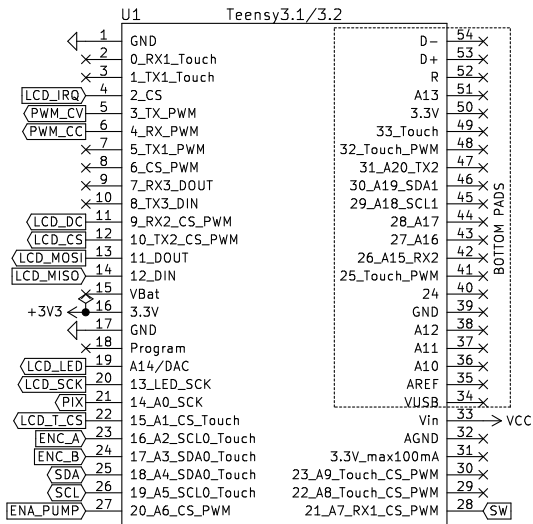 U1 Teensy3.1/3.2
1 GND
2 0_RX1_Touch
3 1_TX1_Touch
LCD_IRQ 4 2_CS
PWM_CV 5 3_TX_PWM
PWM_CC 6 4_RX_PWM
7 5_TX1_PWM
8 6_CS_PWM
9 7_RX3_DOUT
10 8_TX3_DIN
LCD_DC 11 9_RX2_CS_PWM
LCD_CS 12 10_TX2_CS_PWM
LCD_MOSI 13 11_DOUT
LCD_MISO 14 12_DIN
15 VBat
+3V3 16 3.3V
17 GND
18 Program
LCD_LED 19 A14/DAC
LCD_SCK 20 13_LED_SCK
PIX 21 14_A0_SCK
LCD_T_CS 22 15_A1_CS_Touch
ENC_A 23 16_A2_SCL0_Touch
ENC_B 24 17_A3_SDA0_Touch
SDA 25 18_A4_SDA0_Touch
SCL 26 19_A5_SCL0_Touch
ENA_PUMP 27 20_A6_CS_PWM
D- 54
D+ 53
R 52
A13 51
3.3V 50
33_Touch 49
32_Touch_PWM 48
31_A20_TX2 47
30_A19_SDA1 46
29_A18_SCL1 45
28_A17 44
27_A16 43
26_A15_RX2 42
25_Touch_PWM 41
24 40
GND 39
A12 38
A11 37
A10 36
AREF 35
VUSB 34
BOTTOM PADS
Vin 33 VCC
AGND 32
3.3V_max100mA 31
23_A9_Touch_CS_PWM 30
22_A8_Touch_CS_PWM 29
21_A7_RX1_CS_PWM 28 SW